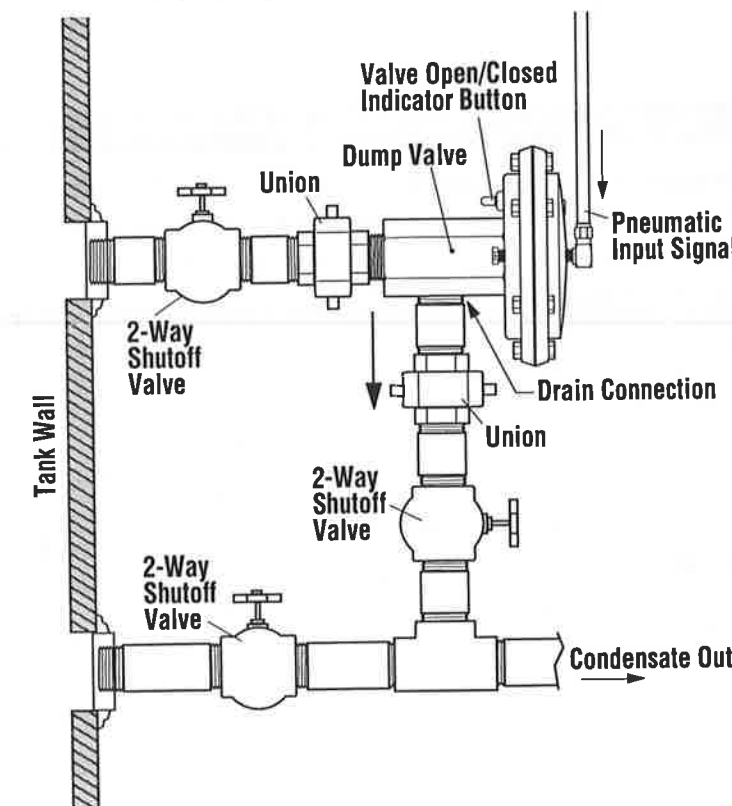 Valve Open/Closed
Indicator Button
Dump Valve
Union
Pneumatic
Input Signal
2-Way
Shutoff
Valve
Tank Wall
Drain Connection
Union
2-Way
Shutoff
Valve
2-Way
Shutoff
Valve
Condensate Out